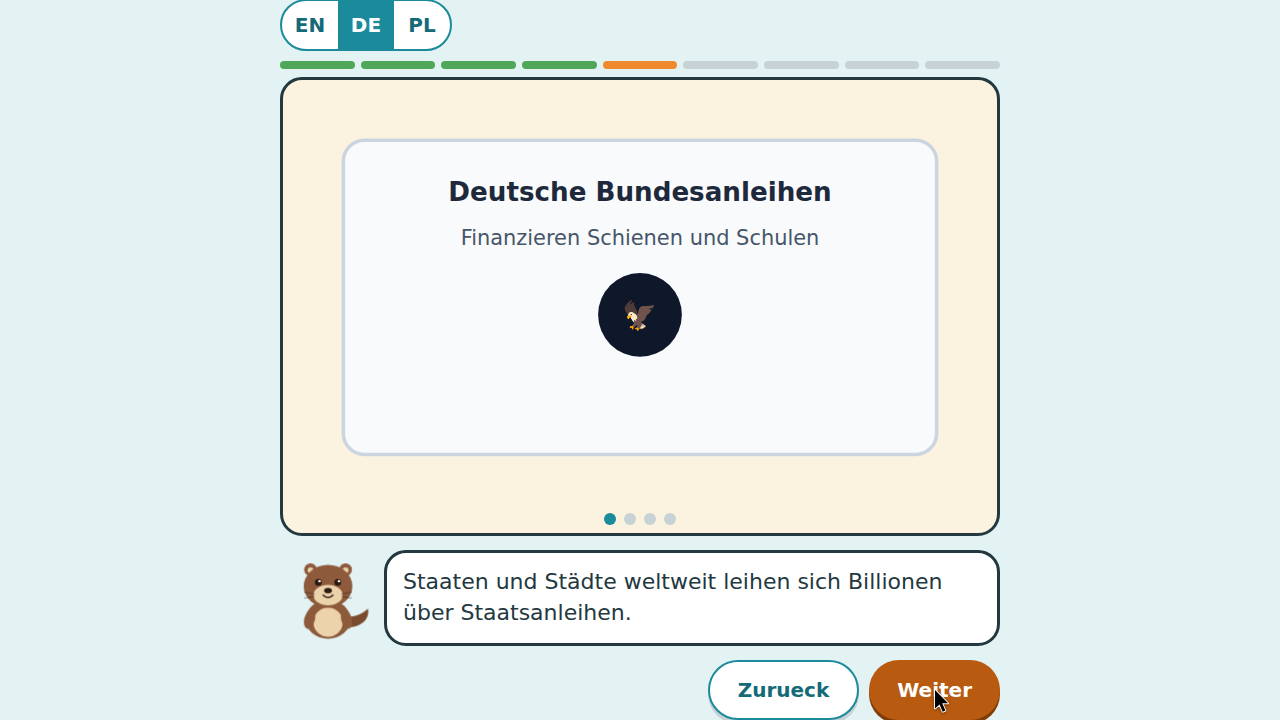 EN DE PL
Deutsche Bundesanleihen
Finanzieren Schienen und Schulen
Staaten und Städte weltweit leihen sich Billionen
über Staatsanleihen.
Zurueck Weiter